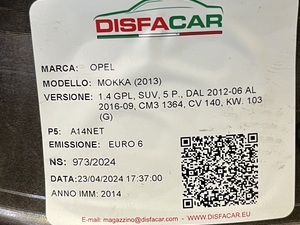 DISFACAR
MARCA: OPEL
MODELLO: MOKKA (2013)
VERSIONE: 1.4 GPL, SUV, 5 P., DAL 2012-06 AL
2016-09, CM3 1364, CV 140, KW. 103
(G)
P5: A14NET
EMISSIONE: EURO 6
NS: 973/2024
DATA:23/04/2024 17:37:00
ANNO IMM: 2014
E-mail: magazzino@disfacar.com - www.DISFACAR.EU